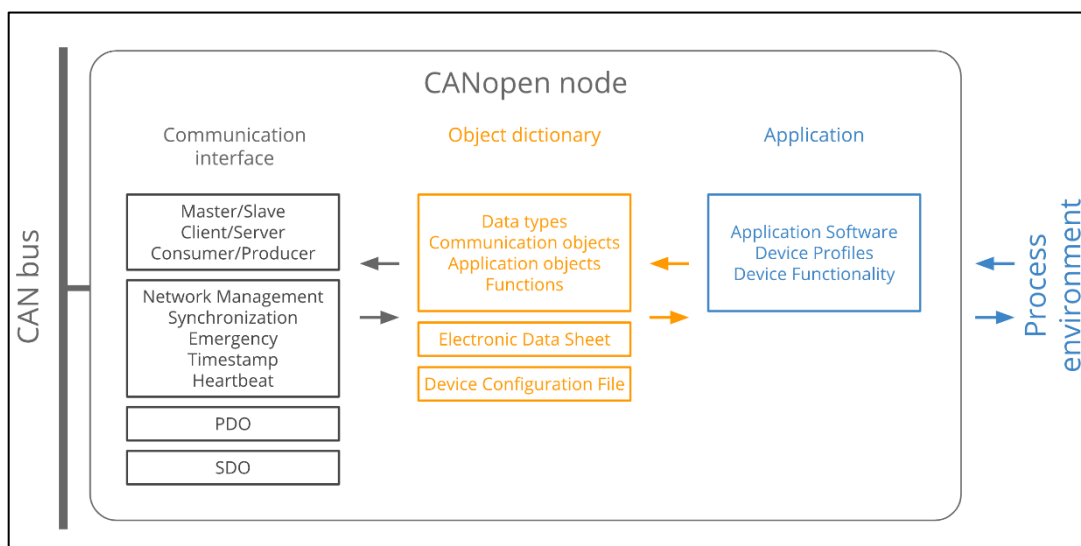 CANopen node
CAN bus
Communication
interface
Master/Slave
Client/Server
Consumer/Producer
Network Management
Synchronization
Emergency
Timestamp
Heartbeat
PDO
SDO
Object dictionary
Data types
Communication objects
Application objects
Functions
Electronic Data Sheet
Device Configuration File
Application
Application Software
Device Profiles
Device Functionality
Process
environment